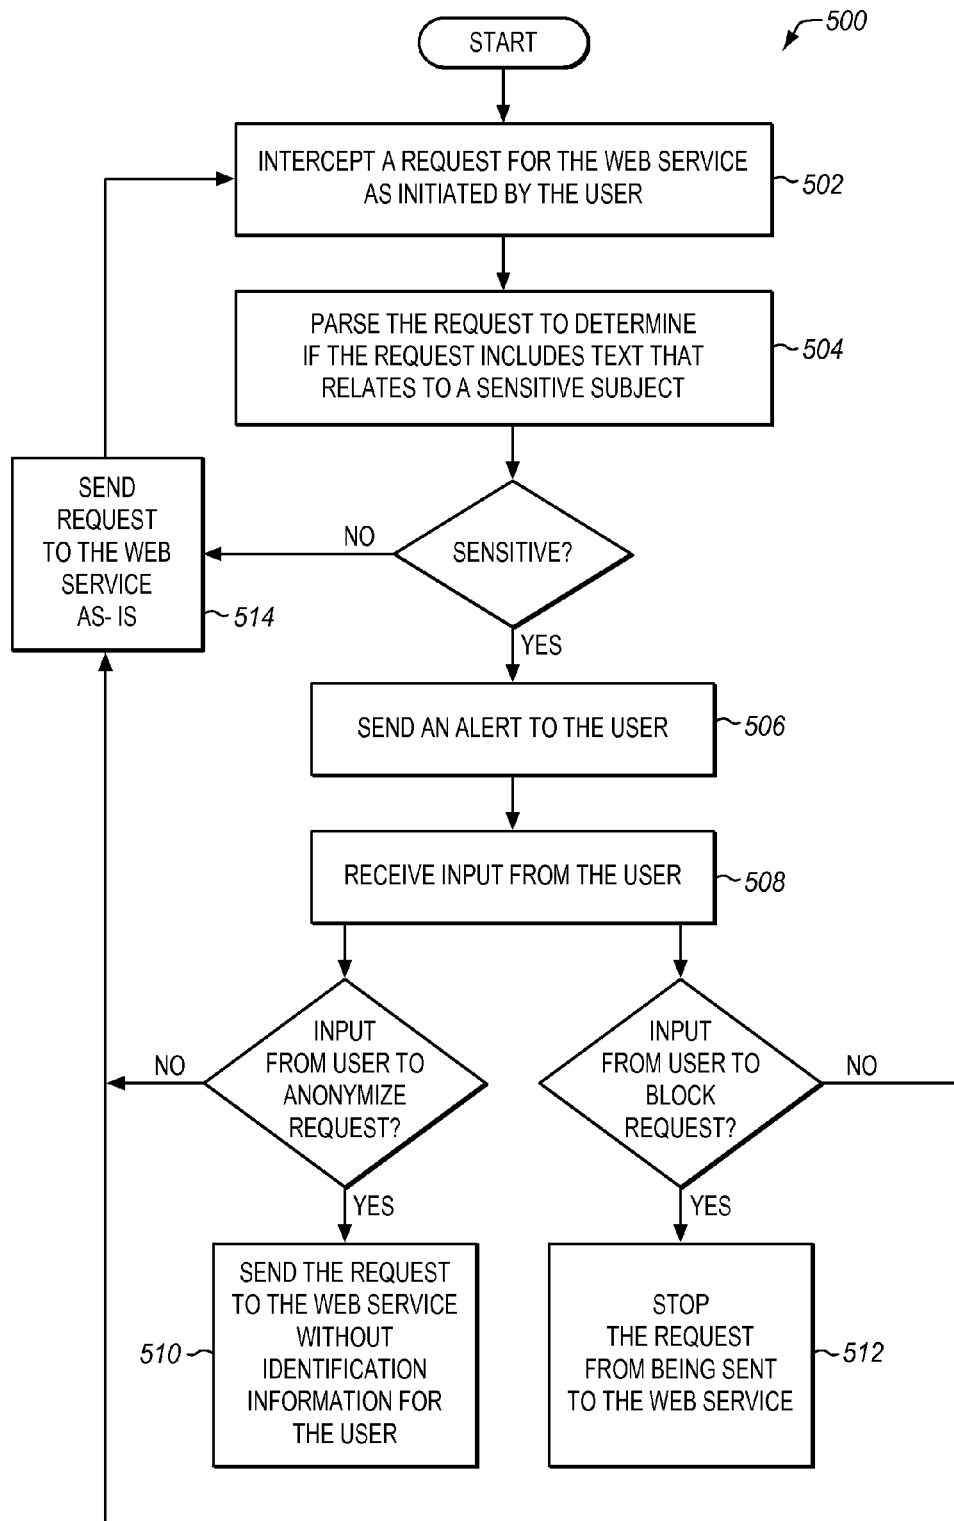 500
START
INTERCEPT A REQUEST FOR THE WEB SERVICE
AS INITIATED BY THE USER
502
PARSE THE REQUEST TO DETERMINE
IF THE REQUEST INCLUDES TEXT THAT
RELATES TO A SENSITIVE SUBJECT
504
SEND
REQUEST
TO THE WEB
SERVICE
AS- IS
514
NO
SENSITIVE?
YES
SEND AN ALERT TO THE USER
506
RECEIVE INPUT FROM THE USER
508
NO
INPUT
FROM USER TO
ANONYMIZE
REQUEST?
YES
INPUT
FROM USER TO
BLOCK
REQUEST?
NO
YES
SEND THE REQUEST
TO THE WEB SERVICE
WITHOUT
IDENTIFICATION
INFORMATION FOR
THE USER
510
STOP
THE REQUEST
FROM BEING SENT
TO THE WEB SERVICE
512